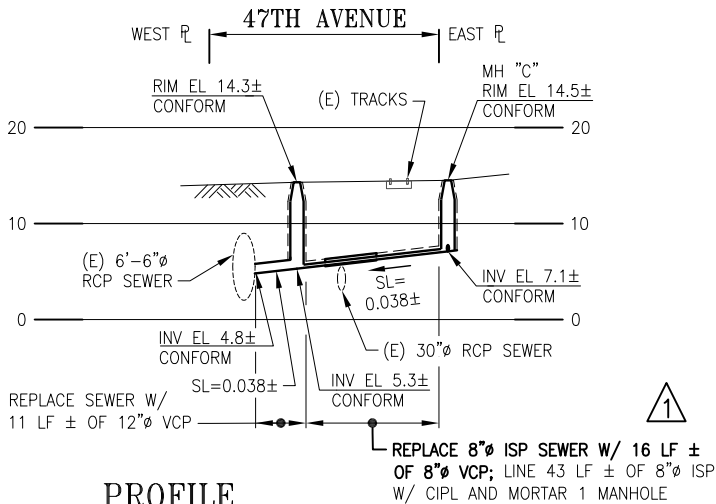 47TH AVENUE
WEST ℙL
EAST ℙL
RIM EL 14.3±
CONFORM
(E) TRACKS
MH "C"
RIM EL 14.5±
CONFORM
20
20
10
10
(E) 6'-6"ø
RCP SEWER
SL=
0.038±
INV EL 7.1±
CONFORM
0
0
INV EL 4.8±
CONFORM
(E) 30"ø RCP SEWER
SL=0.038±
INV EL 5.3±
CONFORM
REPLACE SEWER W/
11 LF ± OF 12"ø VCP
1
REPLACE 8"ø ISP SEWER W/ 16 LF ±
OF 8"ø VCP; LINE 43 LF ± OF 8"ø ISP
W/ CIPL AND MORTAR 1 MANHOLE
PROFILE